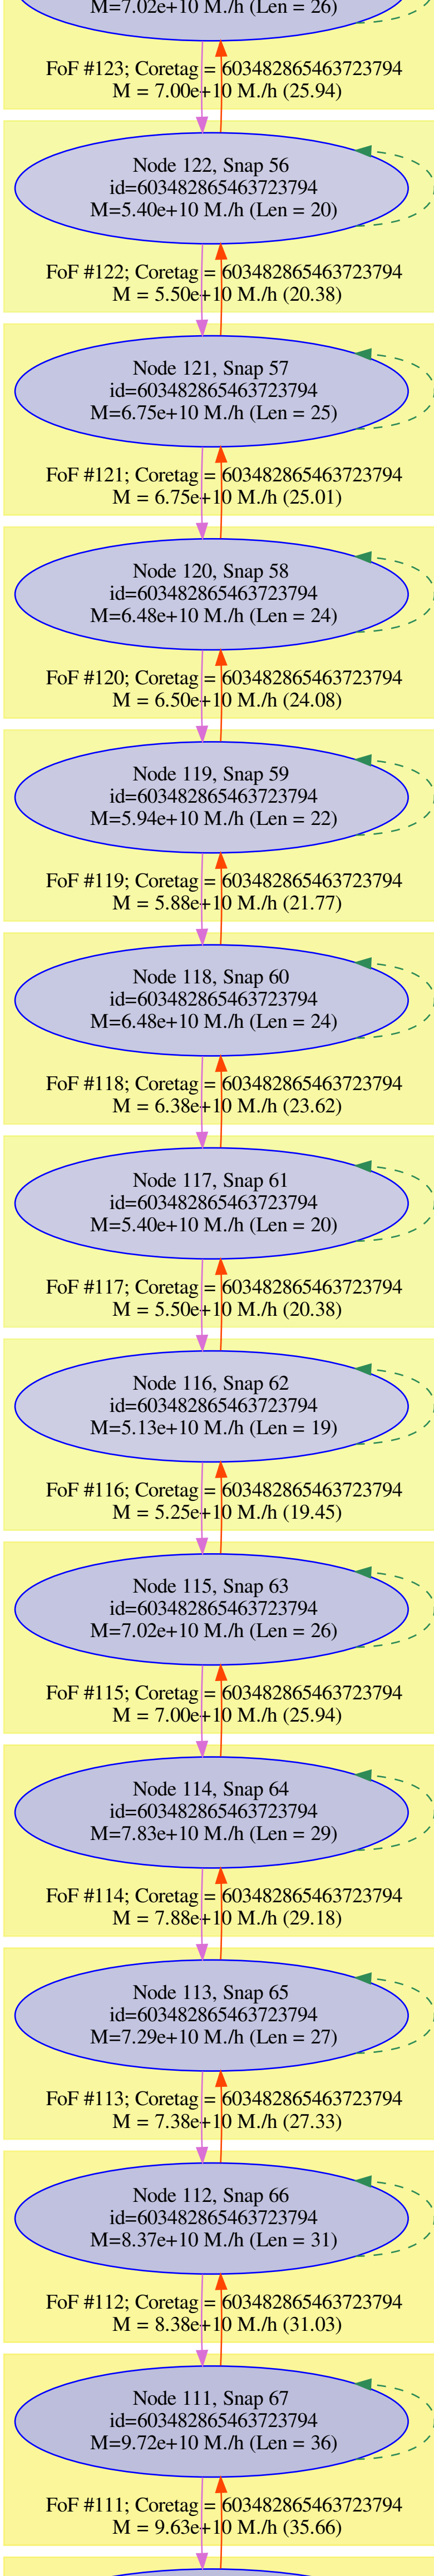 M=7.02e+10 M./h (Len = 26)
FoF #123; Coretag = 603482865463723794
M = 7.00e+10 M./h (25.94)
Node 122, Snap 56
id=603482865463723794
M=5.40e+10 M./h (Len = 20)
FoF #122; Coretag = 603482865463723794
M = 5.50e+10 M./h (20.38)
Node 121, Snap 57
id=603482865463723794
M=6.75e+10 M./h (Len = 25)
FoF #121; Coretag = 603482865463723794
M = 6.75e+10 M./h (25.01)
Node 120, Snap 58
id=603482865463723794
M=6.48e+10 M./h (Len = 24)
FoF #120; Coretag = 603482865463723794
M = 6.50e+10 M./h (24.08)
Node 119, Snap 59
id=603482865463723794
M=5.94e+10 M./h (Len = 22)
FoF #119; Coretag = 603482865463723794
M = 5.88e+10 M./h (21.77)
Node 118, Snap 60
id=603482865463723794
M=6.48e+10 M./h (Len = 24)
FoF #118; Coretag = 603482865463723794
M = 6.38e+10 M./h (23.62)
Node 117, Snap 61
id=603482865463723794
M=5.40e+10 M./h (Len = 20)
FoF #117; Coretag = 603482865463723794
M = 5.50e+10 M./h (20.38)
Node 116, Snap 62
id=603482865463723794
M=5.13e+10 M./h (Len = 19)
FoF #116; Coretag = 603482865463723794
M = 5.25e+10 M./h (19.45)
Node 115, Snap 63
id=603482865463723794
M=7.02e+10 M./h (Len = 26)
FoF #115; Coretag = 603482865463723794
M = 7.00e+10 M./h (25.94)
Node 114, Snap 64
id=603482865463723794
M=7.83e+10 M./h (Len = 29)
FoF #114; Coretag = 603482865463723794
M = 7.88e+10 M./h (29.18)
Node 113, Snap 65
id=603482865463723794
M=7.29e+10 M./h (Len = 27)
FoF #113; Coretag = 603482865463723794
M = 7.38e+10 M./h (27.33)
Node 112, Snap 66
id=603482865463723794
M=8.37e+10 M./h (Len = 31)
FoF #112; Coretag = 603482865463723794
M = 8.38e+10 M./h (31.03)
Node 111, Snap 67
id=603482865463723794
M=9.72e+10 M./h (Len = 36)
FoF #111; Coretag = 603482865463723794
M = 9.63e+10 M./h (35.66)